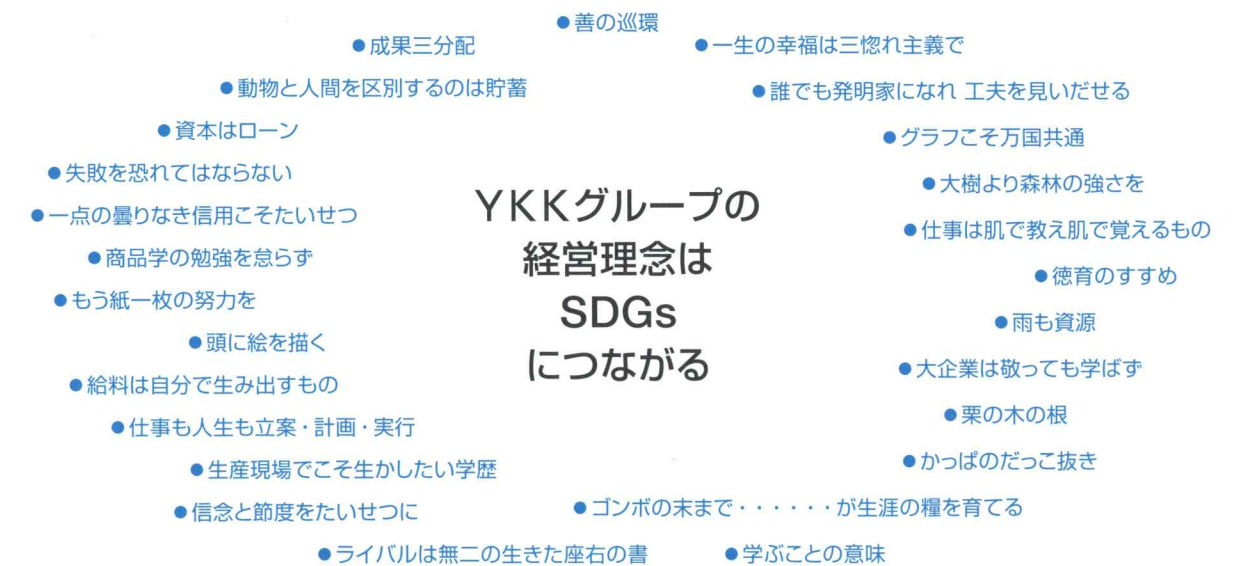 ●善の巡環
●成果三分配
●一生の幸福は三惚れ主義で
●動物と人間を区別するのは貯蓄
●誰でも発明家になれ 工夫を見いだせる
●資本はローン
●グラフこそ万国共通
●失敗を恐れてはならない
●大樹より森林の強さを
●一点の曇りなき信用こそたいせつ
●仕事は肌で教え肌で覚えるもの
●商品学の勉強を怠らず
●徳育のすすめ
●もう紙一枚の努力を
●雨も資源
●頭に絵を描く
●大企業は敬っても学ばず
●給料は自分で生み出すもの
●栗の木の根
●仕事も人生も立案・計画・実行
●かっぱのだっこ抜き
●生産現場でこそ生かしたい学歴
●信念と節度をたいせつに
●ゴンボの末まで・・・・・・が生涯の糧を育てる
●ライバルは無二の生きた座右の書
●学ぶことの意味
YKKグループの
経営理念は
SDGs
につながる